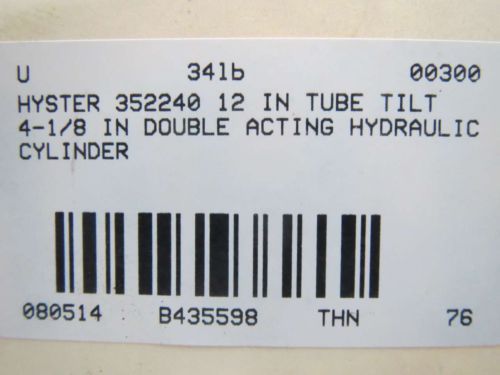 U 34lb 00300
HYSTER 352240 12 IN TUBE TILT
4-1/8 IN DOUBLE ACTING HYDRAULIC
CYLINDER
080514 B435598 THN 76